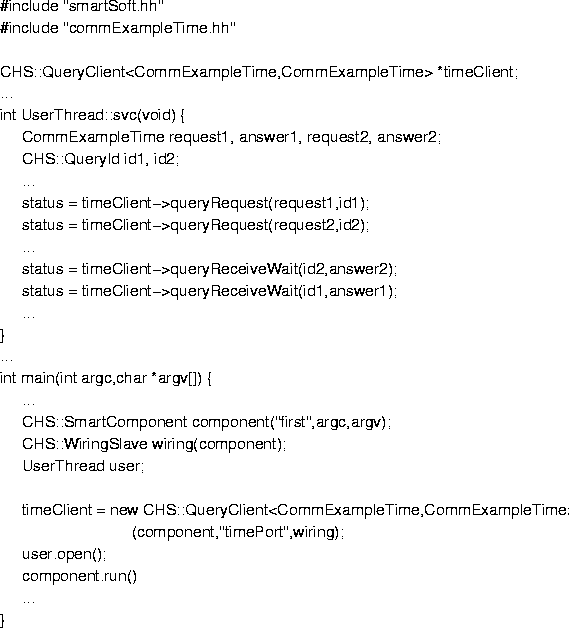 #include "smartSoft.hh"
#include "commExampleTime.hh"
CHS::QueryClient<CommExampleTime,CommExampleTime> *timeClient;
...
int UserThread::svc(void) {
CommExampleTime request1, answer1, request2, answer2;
CHS::QueryId id1, id2;
...
status = timeClient->queryRequest(request1,id1);
status = timeClient->queryRequest(request2,id2);
...
status = timeClient->queryReceiveWait(id2,answer2);
status = timeClient->queryReceiveWait(id1,answer1);
...
}
...
int main(int argc,char *argv[]) {
...
CHS::SmartComponent component("first",argc,argv);
CHS::WiringSlave wiring(component);
UserThread user;
timeClient = new CHS::QueryClient<CommExampleTime,CommExampleTime
(component,"timePort",wiring);
user.open();
component.run()
...
}